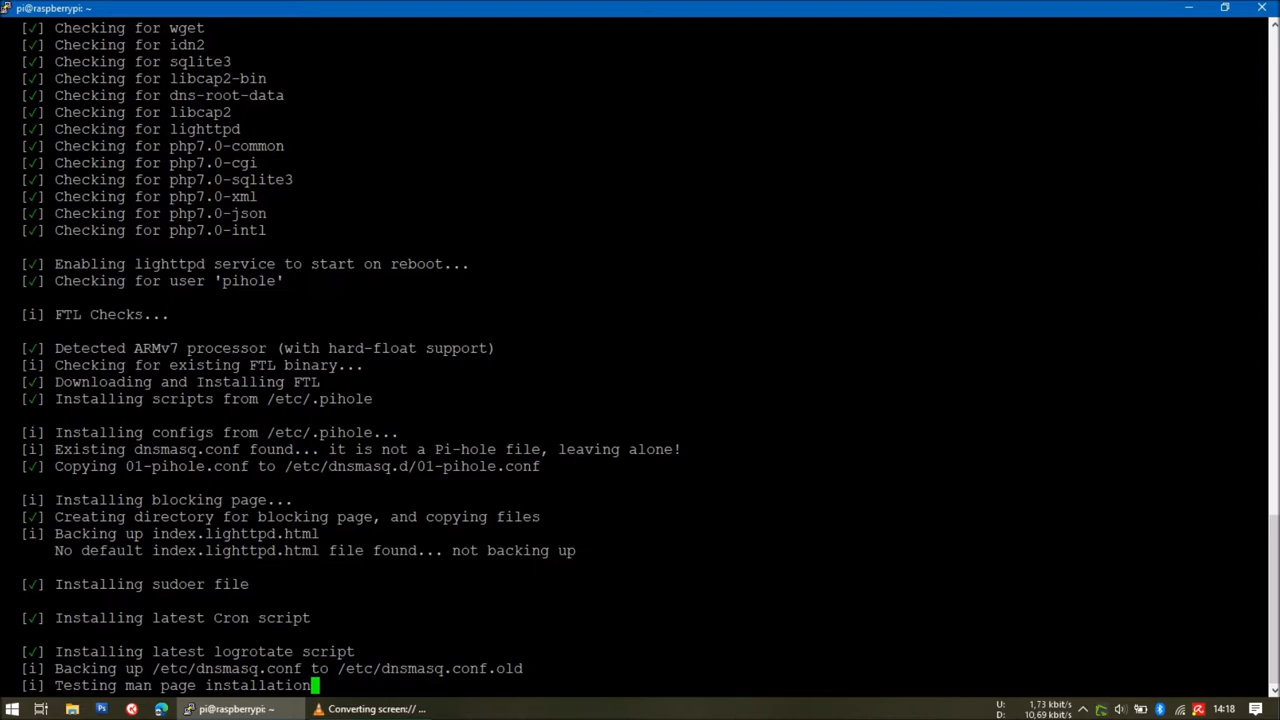 pi@raspberrypi: ~
[✓] Checking for wget
[✓] Checking for idn2
[✓] Checking for sqlite3
[✓] Checking for libcap2-bin
[✓] Checking for dns-root-data
[✓] Checking for libcap2
[✓] Checking for lighttpd
[✓] Checking for php7.0-common
[✓] Checking for php7.0-cgi
[✓] Checking for php7.0-sqlite3
[✓] Checking for php7.0-xml
[✓] Checking for php7.0-json
[✓] Checking for php7.0-intl
[✓] Enabling lighttpd service to start on reboot...
[✓] Checking for user 'pihole'
[i] FTL Checks...
[✓] Detected ARMv7 processor (with hard-float support)
[i] Checking for existing FTL binary...
[✓] Downloading and Installing FTL
[✓] Installing scripts from /etc/.pihole
[i] Installing configs from /etc/.pihole...
[i] Existing dnsmasq.conf found... it is not a Pi-hole file, leaving alone!
[✓] Copying 01-pihole.conf to /etc/dnsmasq.d/01-pihole.conf
[i] Installing blocking page...
[✓] Creating directory for blocking page, and copying files
[i] Backing up index.lighttpd.html
No default index.lighttpd.html file found... not backing up
[✓] Installing sudoer file
[✓] Installing latest Cron script
[✓] Installing latest logrotate script
[i] Backing up /etc/dnsmasq.conf to /etc/dnsmasq.conf.old
[i] Testing man page installation
pi@raspberrypi: ~
Converting screen:// ...
U: 1,73 kbit/s
D: 10,69 kbit/s
14:18